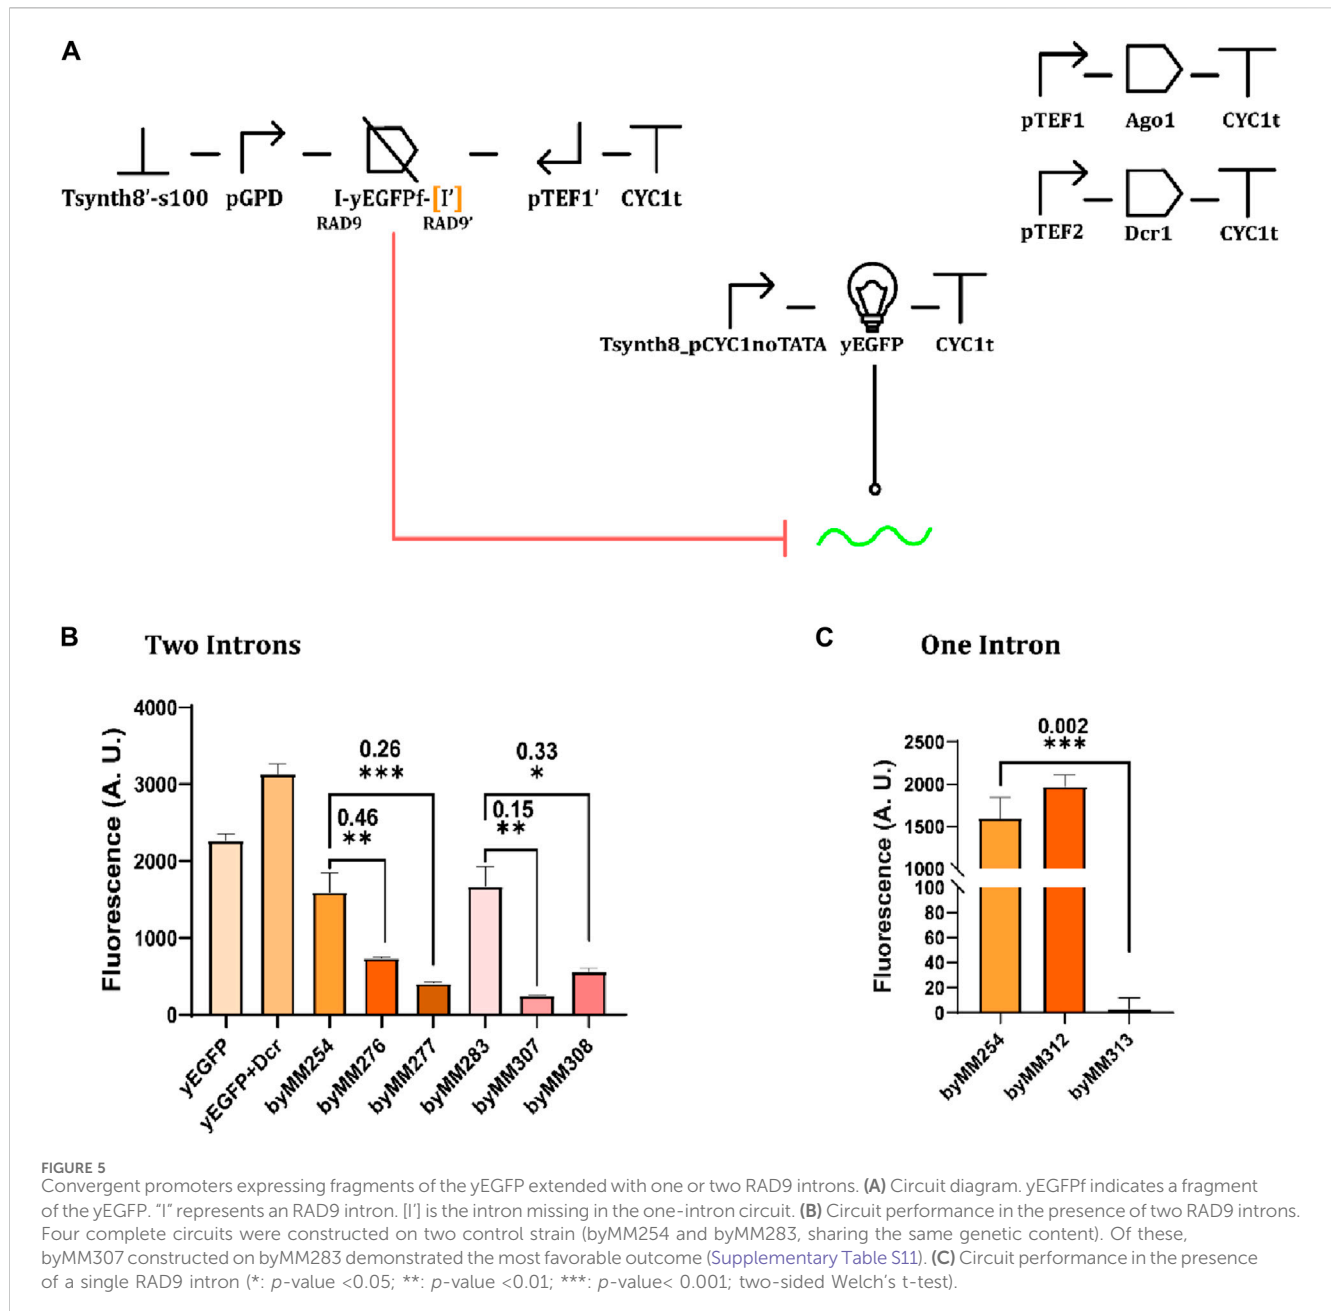 A
pTEF1 Ago1 CYC1t
Tsynth8'-s100 pGPD I-yEGFPf-[I'] pTEF1' CYC1t
RAD9 RAD9'
pTEF2 Dcr1 CYC1t
Tsynth8_pCYC1noTATA yEGFP CYC1t
B Two Introns
Fluorescence (A. U.)
4000
3000
2000
1000
0
0.26
***
0.46
**
0.33
*
0.15
**
yEGFP
yEGFP+Dcr
byMM254
byMM276
byMM277
byMM283
byMM307
byMM308
C One Intron
Fluorescence (A. U.)
2500
2000
1500
1000
100
80
60
40
20
0
0.002
***
byMM254
byMM312
byMM313
FIGURE 5
Convergent promoters expressing fragments of the yEGFP extended with one or two RAD9 introns. (A) Circuit diagram. yEGFPf indicates a fragment
of the yEGFP. "I" represents an RAD9 intron. [I'] is the intron missing in the one-intron circuit. (B) Circuit performance in the presence of two RAD9 introns.
Four complete circuits were constructed on two control strain (byMM254 and byMM283, sharing the same genetic content). Of these,
byMM307 constructed on byMM283 demonstrated the most favorable outcome (Supplementary Table S11). (C) Circuit performance in the presence
of a single RAD9 intron (*: p-value <0.05; **: p-value <0.01; ***: p-value< 0.001; two-sided Welch's t-test).